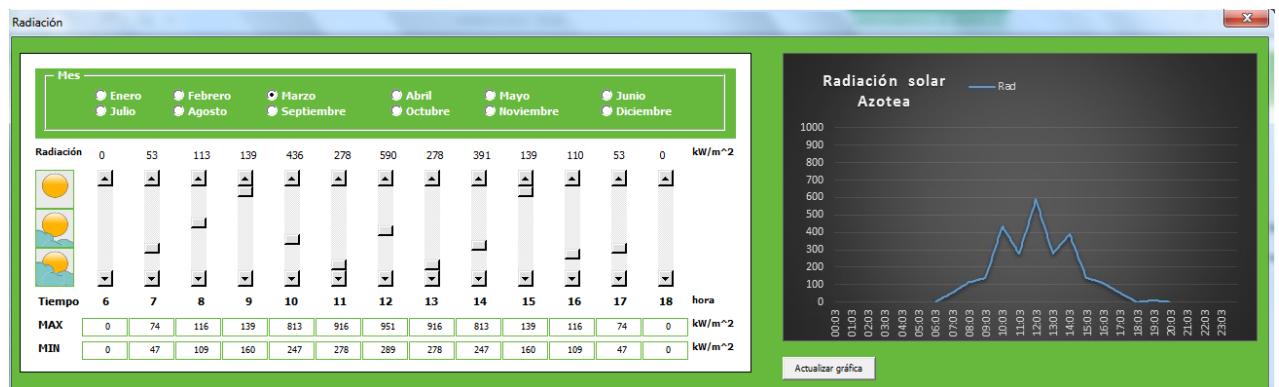 Radiación
Mes
Enero Febrero Marzo Abril Mayo Junio
Julio Agosto Septiembre Octubre Noviembre Diciembre
Radiación 0 53 113 139 436 278 590 278 391 139 110 53 0 kW/m^2
Tiempo 6 7 8 9 10 11 12 13 14 15 16 17 18 hora
MAX 0 74 116 139 813 916 951 916 813 139 116 74 0 kW/m^2
MIN 0 47 109 160 247 278 289 278 247 160 109 47 0 kW/m^2
Radiación solar
Azotea
Rad
1000
900
800
700
600
500
400
300
200
100
0
00:03 01:03 02:03 03:03 04:03 05:03 06:03 07:03 08:03 09:03 10:03 11:03 12:03 13:03 14:03 15:03 16:03 17:03 18:03 19:03 20:03 21:03 22:03 23:03
Actualizar gráfica